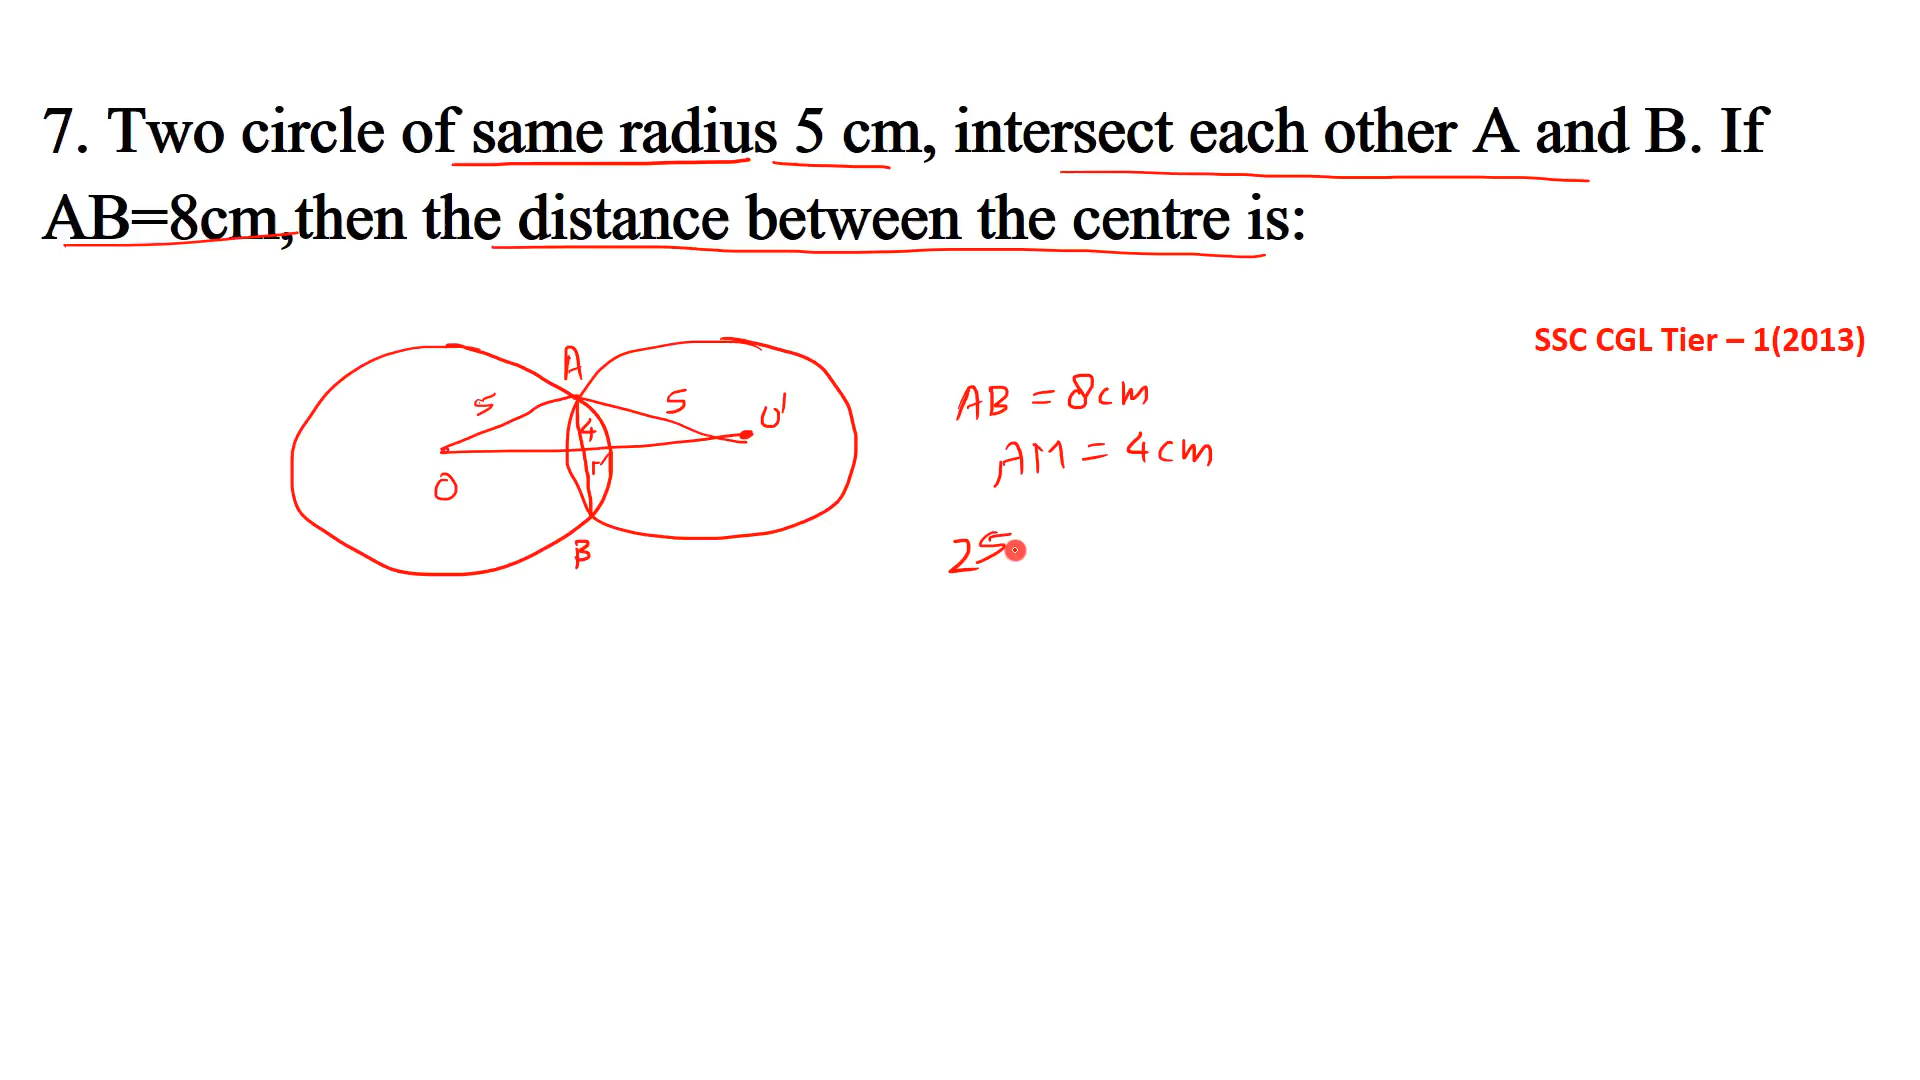 7. Two circle of same radius 5 cm, intersect each other A and B. If
AB=8cm,then the distance between the centre is:
SSC CGL Tier – 1(2013)
A
5
5
O'
4
M
O
B
AB = 8cm
AM = 4cm
25